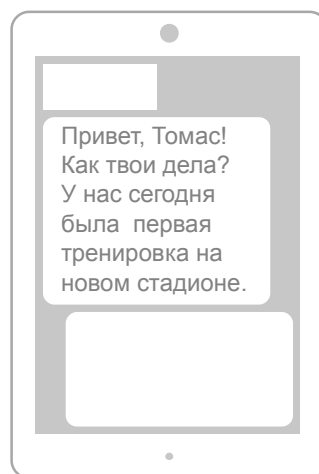 Привет, Томас!
Как твои дела?
У нас сегодня
была первая
тренировка на
новом стадионе.